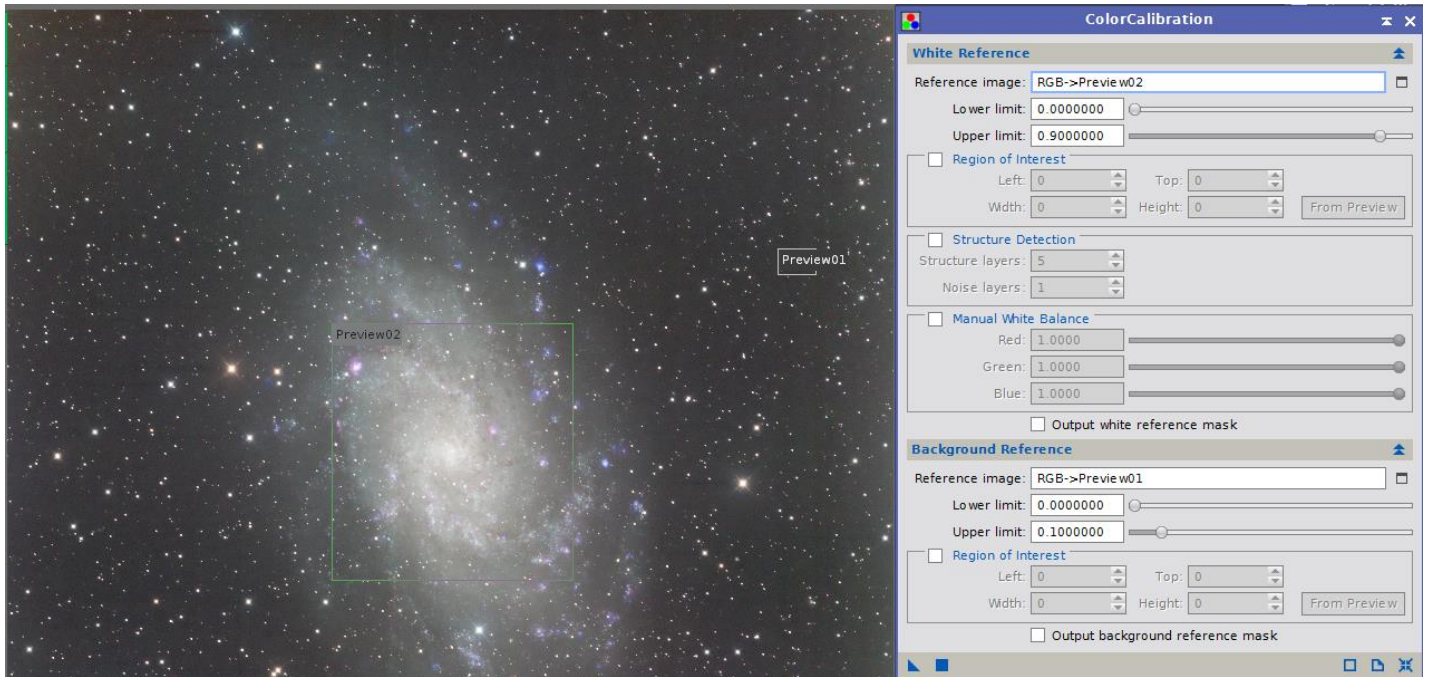 ColorCalibration
White Reference
Reference image: RGB->Preview02
Lower limit: 0.0000000
Upper limit: 0.9000000
Region of Interest
Left: 0 Top: 0
Width: 0 Height: 0 From Preview
Structure Detection
Structure layers: 5
Noise layers: 1
Manual White Balance
Red: 1.0000
Green: 1.0000
Blue: 1.0000
Output white reference mask
Background Reference
Reference image: RGB->Preview01
Lower limit: 0.0000000
Upper limit: 0.1000000
Region of Interest
Left: 0 Top: 0
Width: 0 Height: 0 From Preview
Output background reference mask
Preview01
Preview02